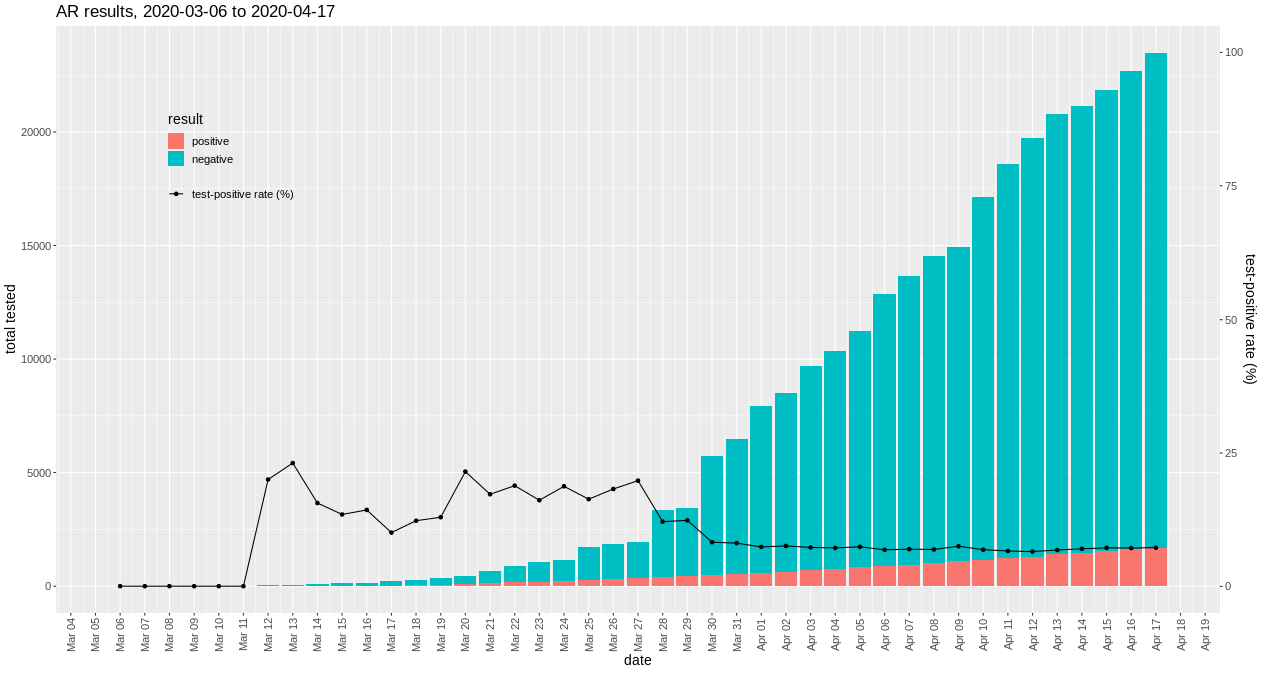 AR results, 2020-03-06 to 2020-04-17
total tested
20000
15000
10000
5000
0
result
positive
negative
test-positive rate (%)
100
75
50
25
0
test-positive rate (%)
Mar 04
Mar 05
Mar 06
Mar 07
Mar 08
Mar 09
Mar 10
Mar 11
Mar 12
Mar 13
Mar 14
Mar 15
Mar 16
Mar 17
Mar 18
Mar 19
Mar 20
Mar 21
Mar 22
Mar 23
Mar 24
Mar 25
Mar 26
Mar 27
Mar 28
Mar 29
Mar 30
Mar 31
Apr 01
Apr 02
Apr 03
Apr 04
Apr 05
Apr 06
Apr 07
Apr 08
Apr 09
Apr 10
Apr 11
Apr 12
Apr 13
Apr 14
Apr 15
Apr 16
Apr 17
Apr 18
Apr 19
date